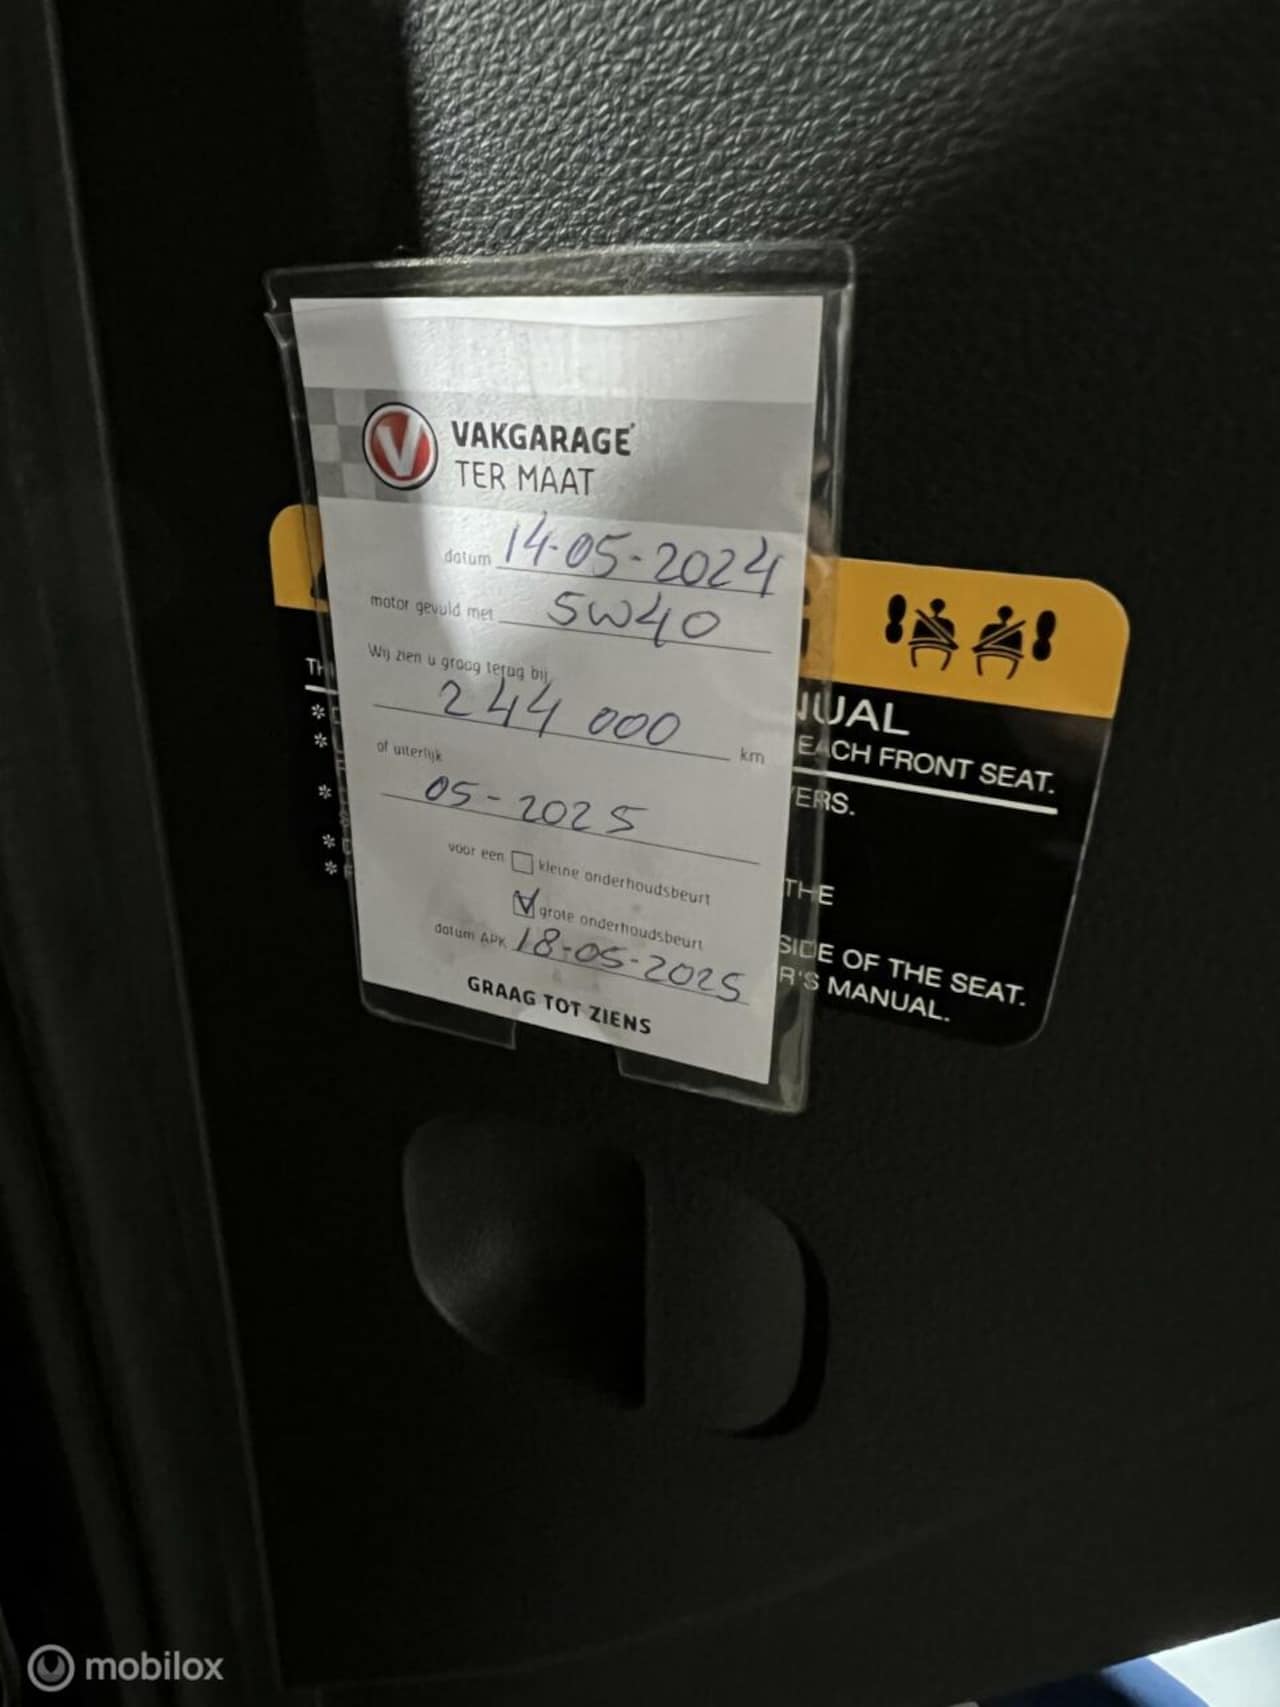 VAKGARAGE
TER MAAT
datum 14-05-2024
motor gevuld met 5W40
Wij zien u graag terug bij
244 000 km
of uiterlijk
05-2025
voor een kleine onderhoudsbeurt
grote onderhoudsbeurt
datum APK 18-05-2025
GRAAG TOT ZIENS
EACH FRONT SEAT.
THE
SIDE OF THE SEAT.
MANUAL.
mobilox